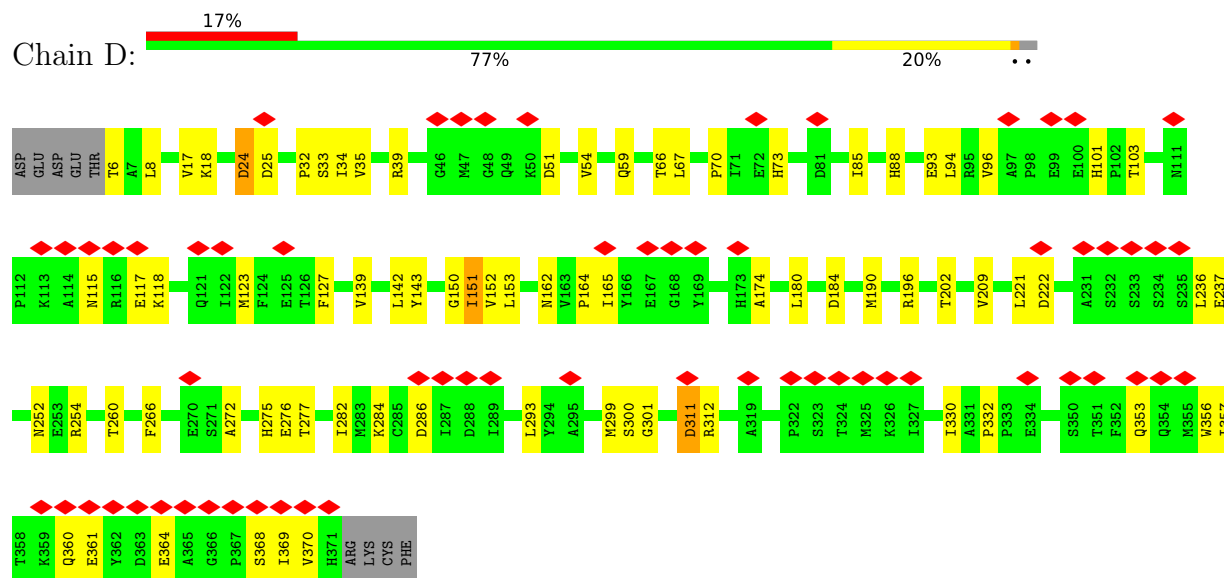 17%
Chain D:
77% 20% ..
ASP GLU ASP GLU THR T6 A7 L8 V17 K18 D24 D25 P32 S33 I34 V35 R39 G46 M47 G48 Q49 K50 D51 V54 Q59 T66 L67 P70 I71 E72 H73 D81 I85 H88 E93 L94 R95 V96 A97 P98 E99 E100 H101 P102 T103 N111
P112 K113 A114 N115 R116 E117 K118 Q121 I122 M123 F124 E125 T126 F127 V139 L142 Y143 G150 I151 V152 L153 N162 V163 P164 I165 Y166 E167 G168 Y169 H173 A174 L180 D184 M190 R196 T202 V209 L221 D222 A231 S232 S233 S234 S235 L236 E237
N252 E253 R254 T260 F266 E270 S271 A272 H275 E276 T277 I282 M283 K284 C285 D286 I287 D288 I289 L293 Y294 A295 M299 S300 G301 D311 R312 A319 P322 S323 T324 M325 K326 I327 I330 A331 P332 P333 E334 S350 T351 F352 Q353 Q354 M355 W356 I357
T358 K359 Q360 E361 Y362 D363 E364 A365 G366 P367 S368 I369 V370 H371 ARG LYS CYS PHE